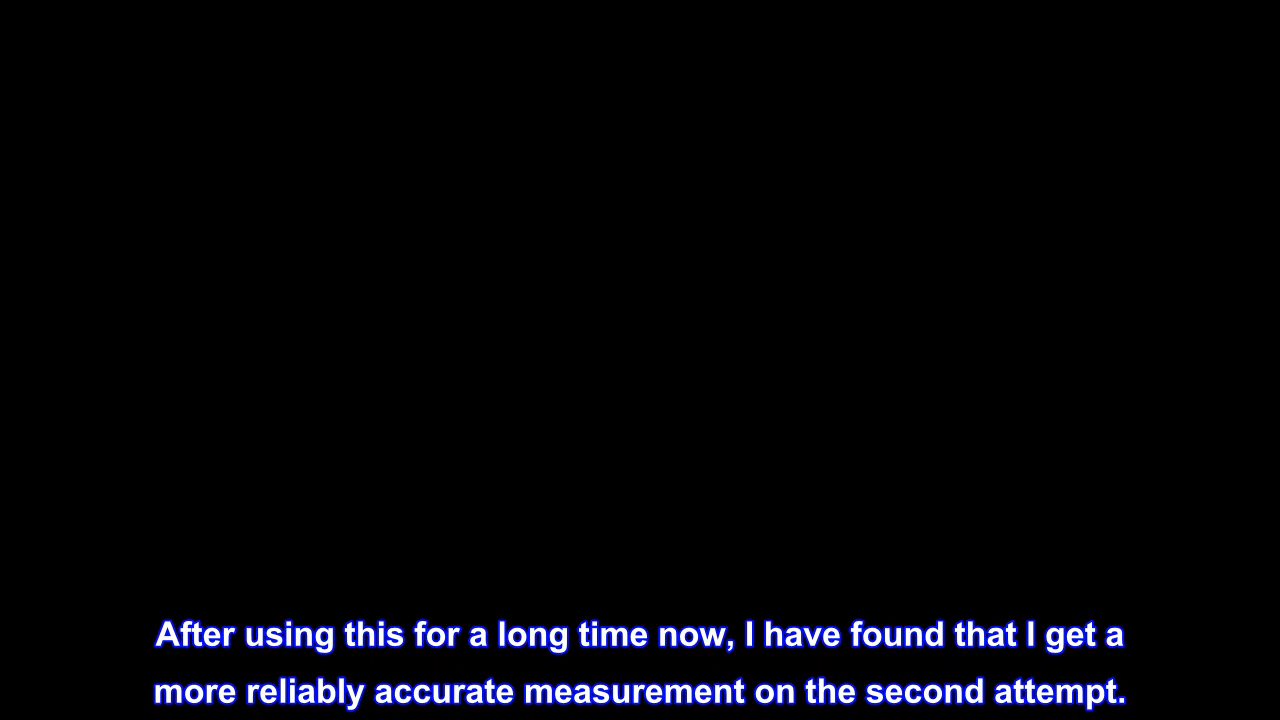 After using this for a long time now, I have found that I get a
more reliably accurate measurement on the second attempt.